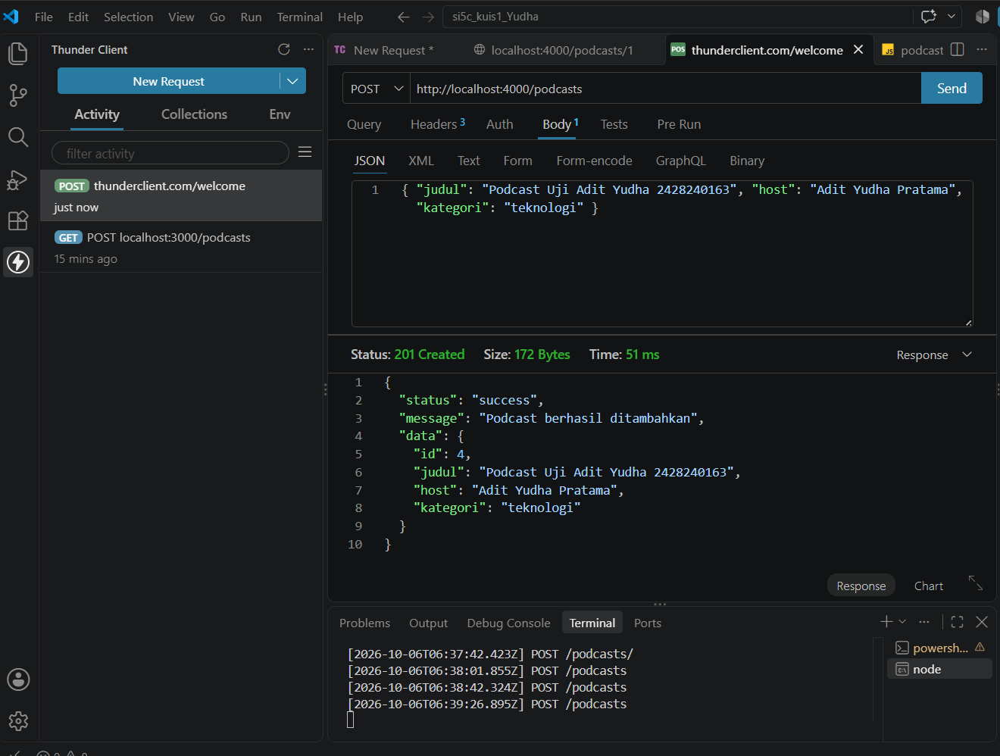 File Edit Selection View Go Run Terminal Help si5c_kuis1_Yudha
Thunder Client
New Request
Activity Collections Env
filter activity
POST thunderclient.com/welcome
just now
GET POST localhost:3000/podcasts
15 mins ago
TC New Request * localhost:4000/podcasts/1 POS thunderclient.com/welcome JS podcast
POST http://localhost:4000/podcasts Send
Query Headers 3 Auth Body 1 Tests Pre Run
JSON XML Text Form Form-encode GraphQL Binary
1 { "judul": "Podcast Uji Adit Yudha 2428240163", "host": "Adit Yudha Pratama",
"kategori": "teknologi" }
Status: 201 Created Size: 172 Bytes Time: 51 ms Response
1 {
2 "status": "success",
3 "message": "Podcast berhasil ditambahkan",
4 "data": {
5 "id": 4,
6 "judul": "Podcast Uji Adit Yudha 2428240163",
7 "host": "Adit Yudha Pratama",
8 "kategori": "teknologi"
9 }
10 }
Response Chart
Problems Output Debug Console Terminal Ports
[2026-10-06T06:37:42.423Z] POST /podcasts/
[2026-10-06T06:38:01.855Z] POST /podcasts
[2026-10-06T06:38:42.324Z] POST /podcasts
[2026-10-06T06:39:26.895Z] POST /podcasts
powersh...
node